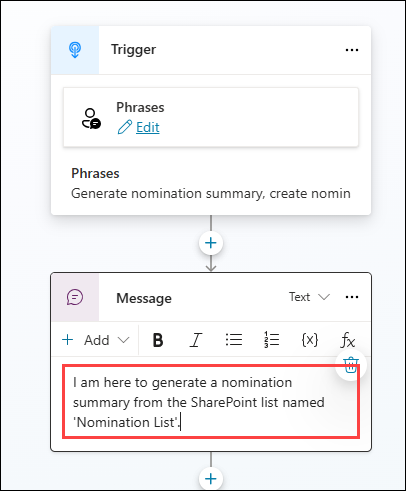 Trigger
Phrases
Edit
Phrases
Generate nomination summary, create nomin
Message
Text
Add B I {x} fx
I am here to generate a nomination
summary from the SharePoint list named
'Nomination List'.